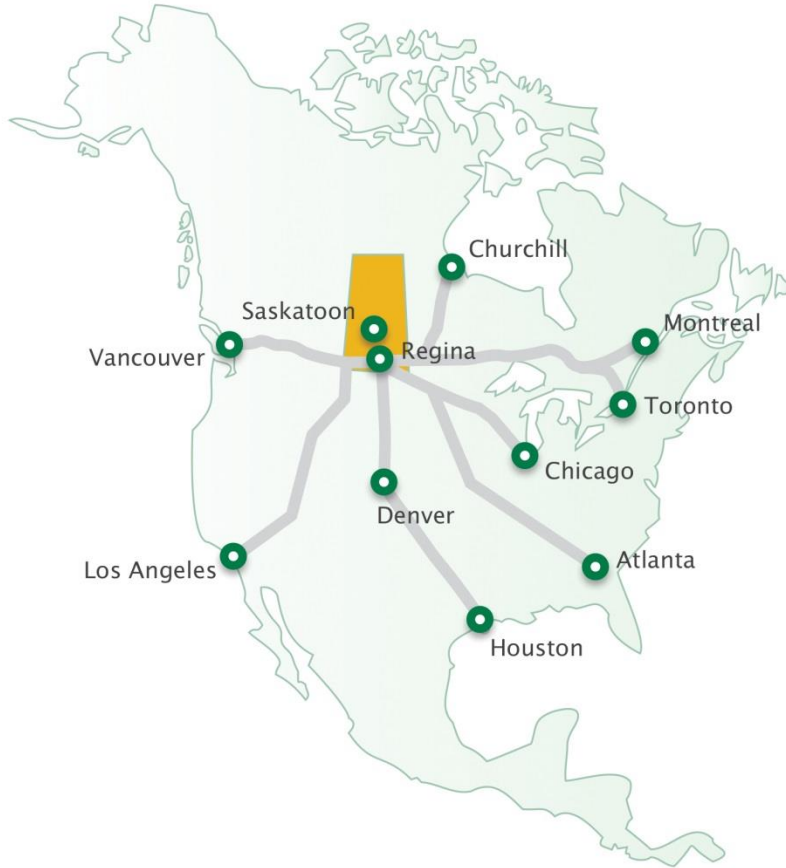 Churchill
Saskatoon
Montreal
Vancouver
Regina
Toronto
Chicago
Denver
Atlanta
Los Angeles
Houston